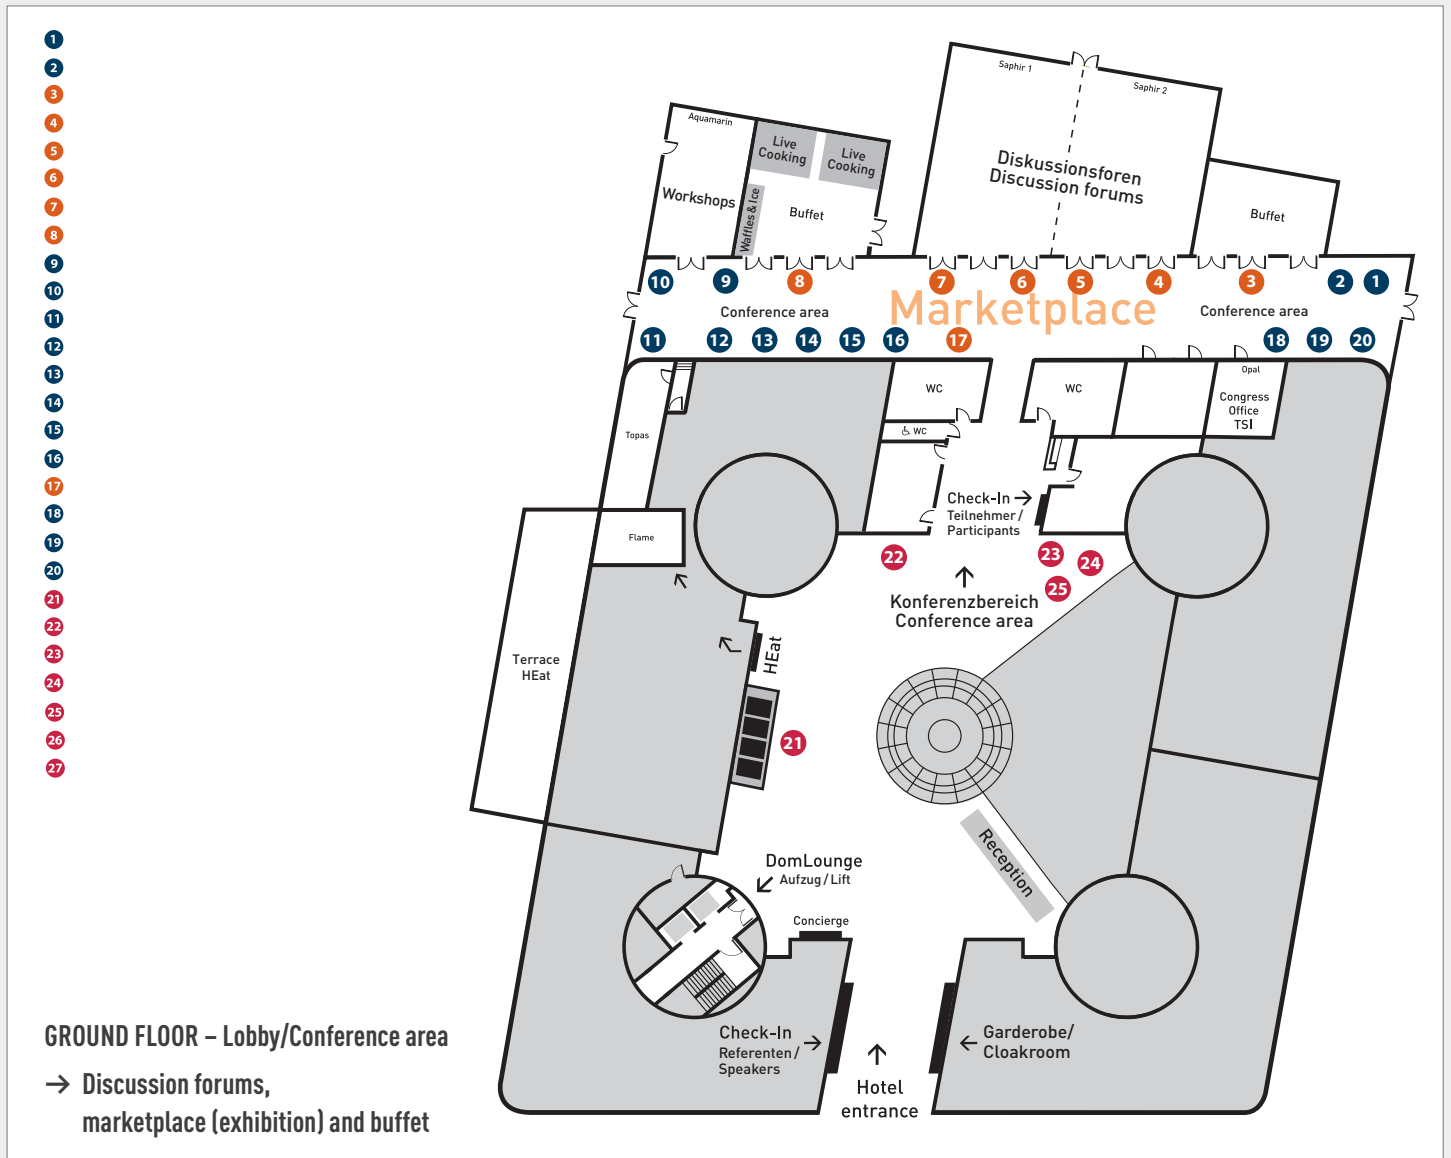 1
2
3
4
5
6
7
8
9
10
11
12
13
14
15
16
17
18
19
20
21
22
23
24
25
26
27
Saphir 1
Saphir 2
Aquamarin
Live
Cooking
Live
Cooking
Diskussionsforen
Discussion forums
Workshops
Waffles & Ice
Buffet
Buffet
10
9
8
7
6
5
4
3
2
1
Conference area
Marketplace
Conference area
11
12
13
14
15
16
17
18
19
20
WC
WC
Opal
Congress
Office
TSI
WC
Topas
Check-In →
Teilnehmer /
Participants
Flame
22
23
24
25
↑
Konferenzbereich
Conference area
HEat
Terrace
HEat
21
Reception
DomLounge
Aufzug / Lift
Concierge
Check-In
Referenten / →
Speakers
Garderobe/
← Cloakroom
↑
Hotel
entrance
GROUND FLOOR – Lobby/Conference area
→ Discussion forums,
marketplace (exhibition) and buffet